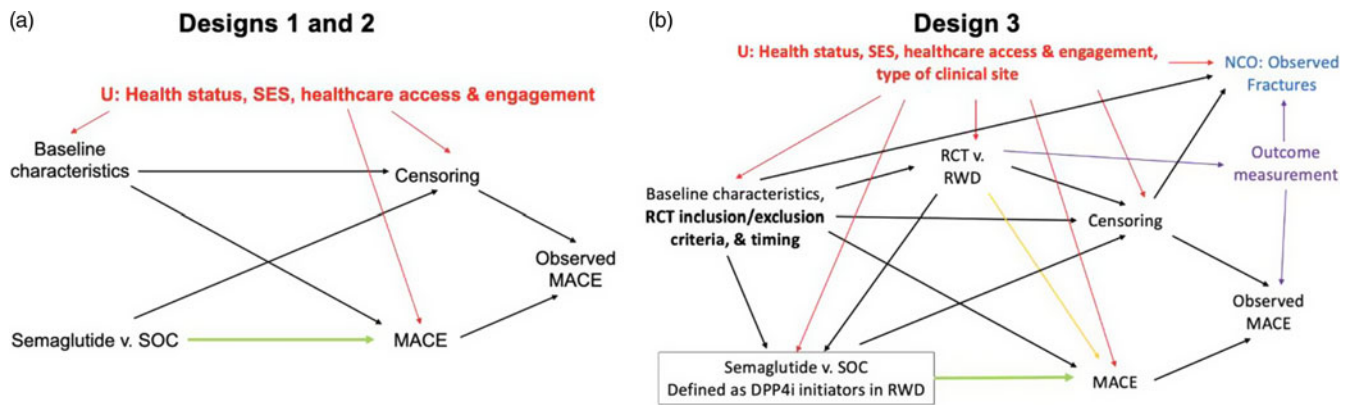 (a)
Designs 1 and 2
U: Health status, SES, healthcare access & engagement
Baseline
characteristics
Censoring
Observed
MACE
Semaglutide v. SOC
MACE
(b)
Design 3
U: Health status, SES, healthcare access & engagement,
type of clinical site
NCO: Observed
Fractures
RCT v.
RWD
Outcome
measurement
Baseline characteristics,
RCT inclusion/exclusion
criteria, & timing
Censoring
Observed
MACE
Semaglutide v. SOC
Defined as DPP4i initiators in RWD
MACE